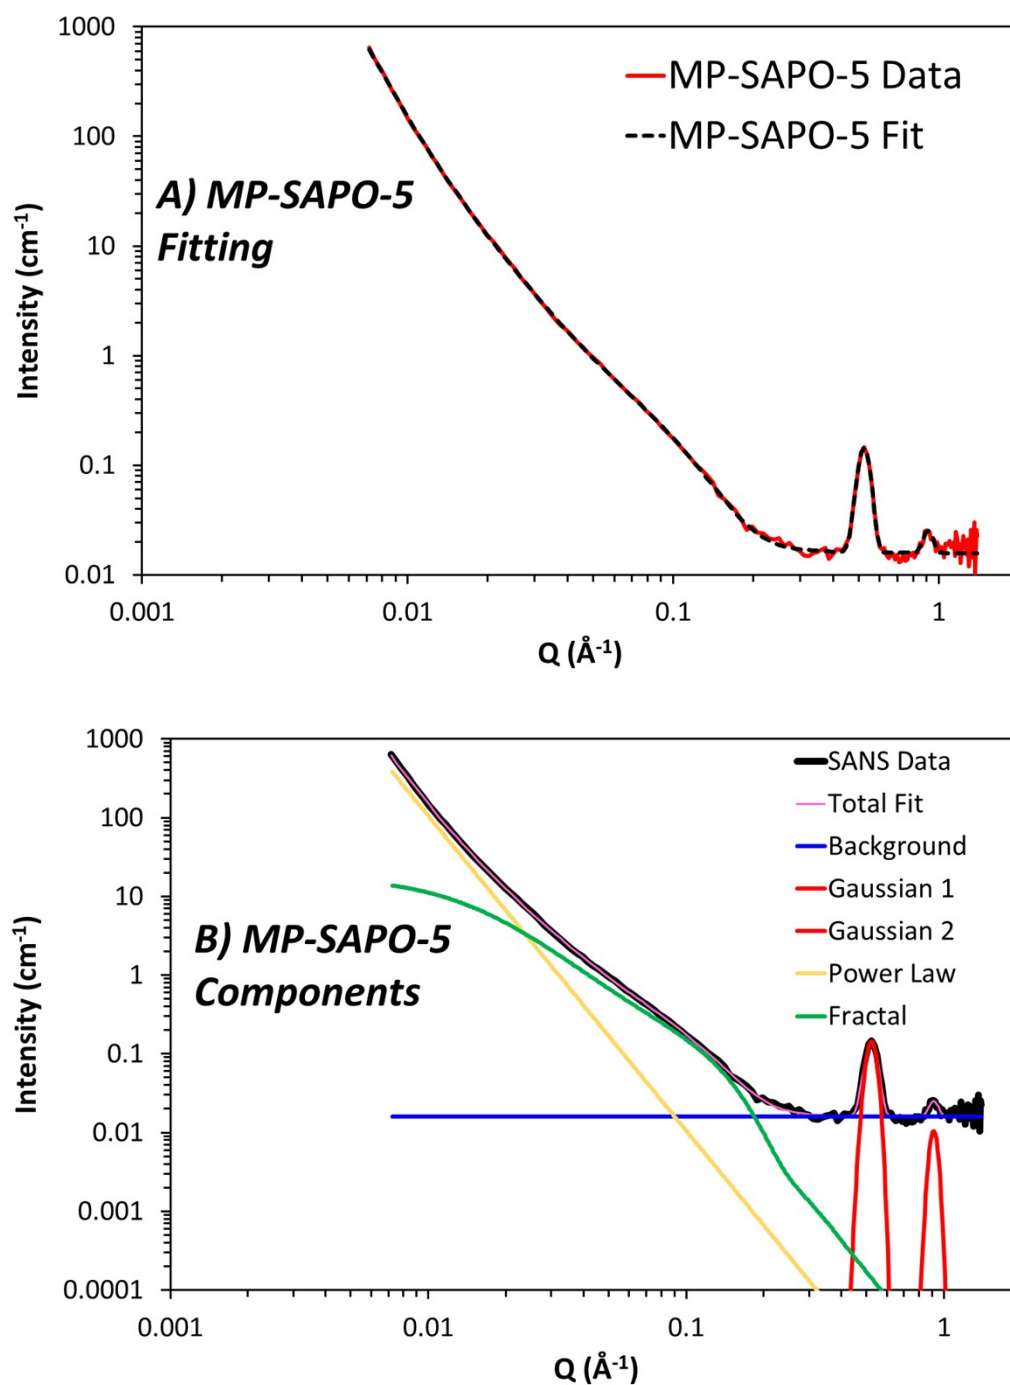 1000
100
10
1
0.1
0.01
Intensity (cm⁻¹)
MP-SAPO-5 Data
MP-SAPO-5 Fit
A) MP-SAPO-5
Fitting
0.001
0.01
0.1
1
Q (Å⁻¹)
1000
100
10
1
0.1
0.01
0.001
0.0001
Intensity (cm⁻¹)
SANS Data
Total Fit
Background
Gaussian 1
Gaussian 2
Power Law
Fractal
B) MP-SAPO-5
Components
0.001
0.01
0.1
1
Q (Å⁻¹)